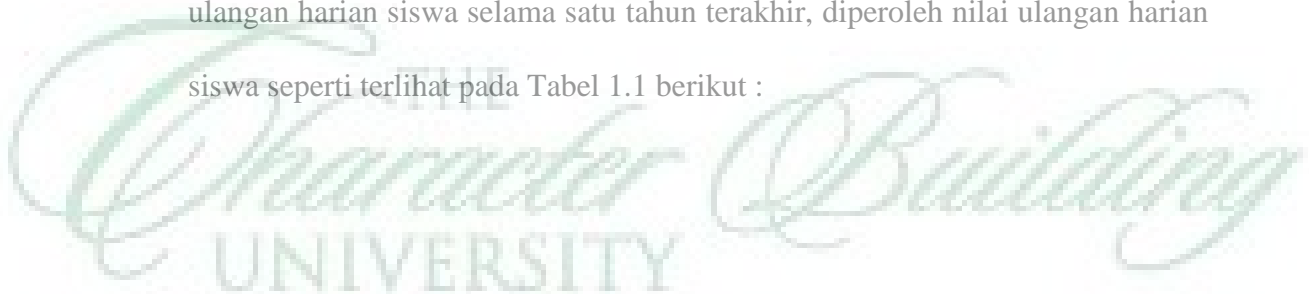 ulangan harian siswa selama satu tahun terakhir, diperoleh nilai ulangan harian
siswa seperti terlihat pada Tabel 1.1 berikut :
THE
Character Building
UNIVERSITY